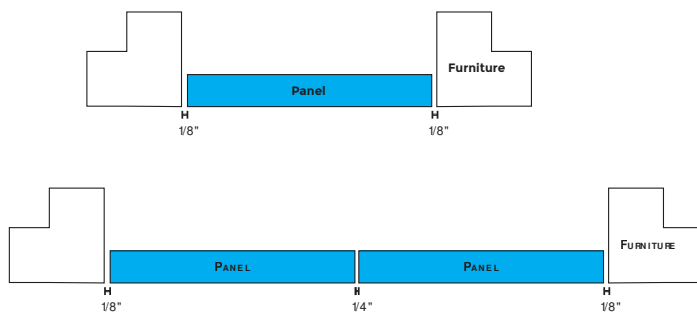 Furniture
Panel
1/8"
1/8"
FURNITURE
PANEL
PANEL
1/8"
1/4"
1/8"